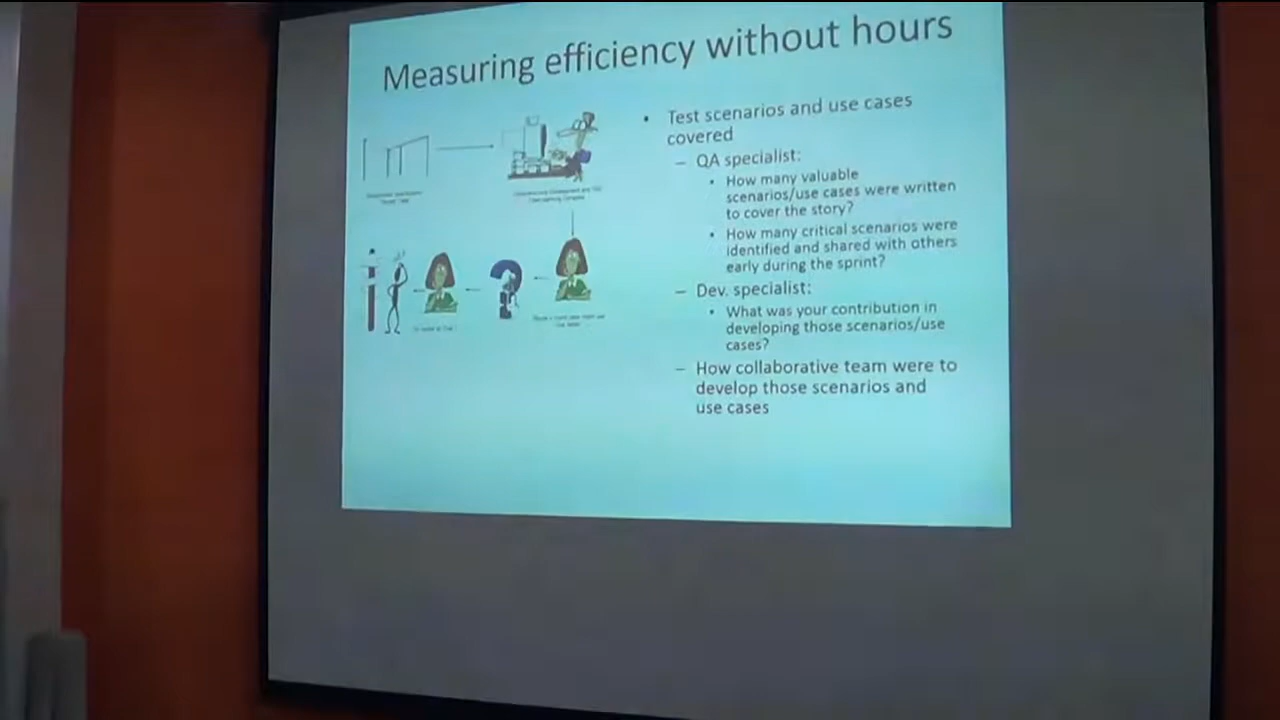 Measuring efficiency without hours
• Test scenarios and use cases
covered
– QA specialist:
• How many valuable
scenarios/use cases were written
to cover the story?
• How many critical scenarios were
identified and shared with others
early during the sprint?
– Dev. specialist:
• What was your contribution in
developing those scenarios/use
cases?
– How collaborative team were to
develop those scenarios and
use cases